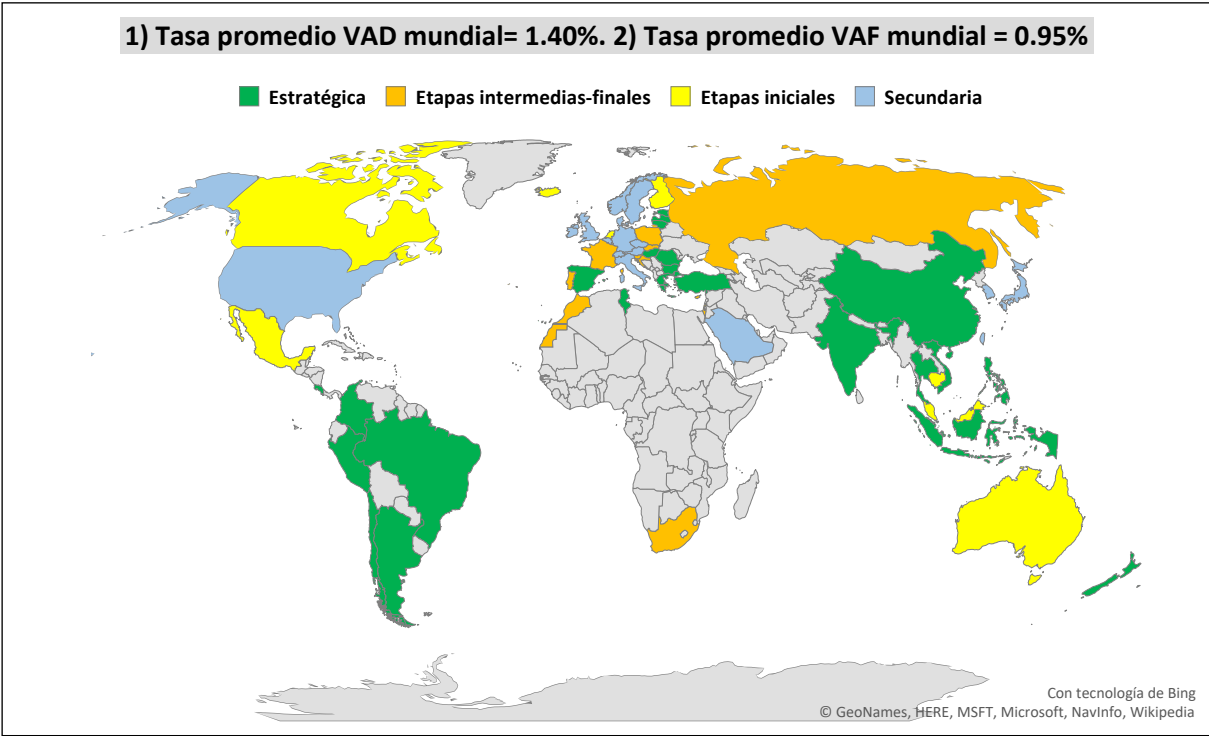 1) Tasa promedio VAD mundial= 1.40%. 2) Tasa promedio VAF mundial = 0.95%
Estratégica Etapas intermedias-finales Etapas iniciales Secundaria
Con tecnología de Bing
© GeoNames, HERE, MSFT, Microsoft, NavInfo, Wikipedia